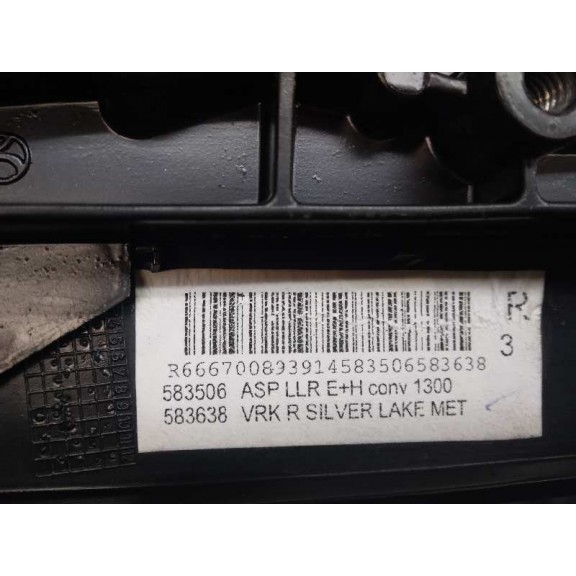 R
3
R666700893914583506583638
583506 ASP LLR E+H conv 1300
583638 VRK R SILVER LAKE MET